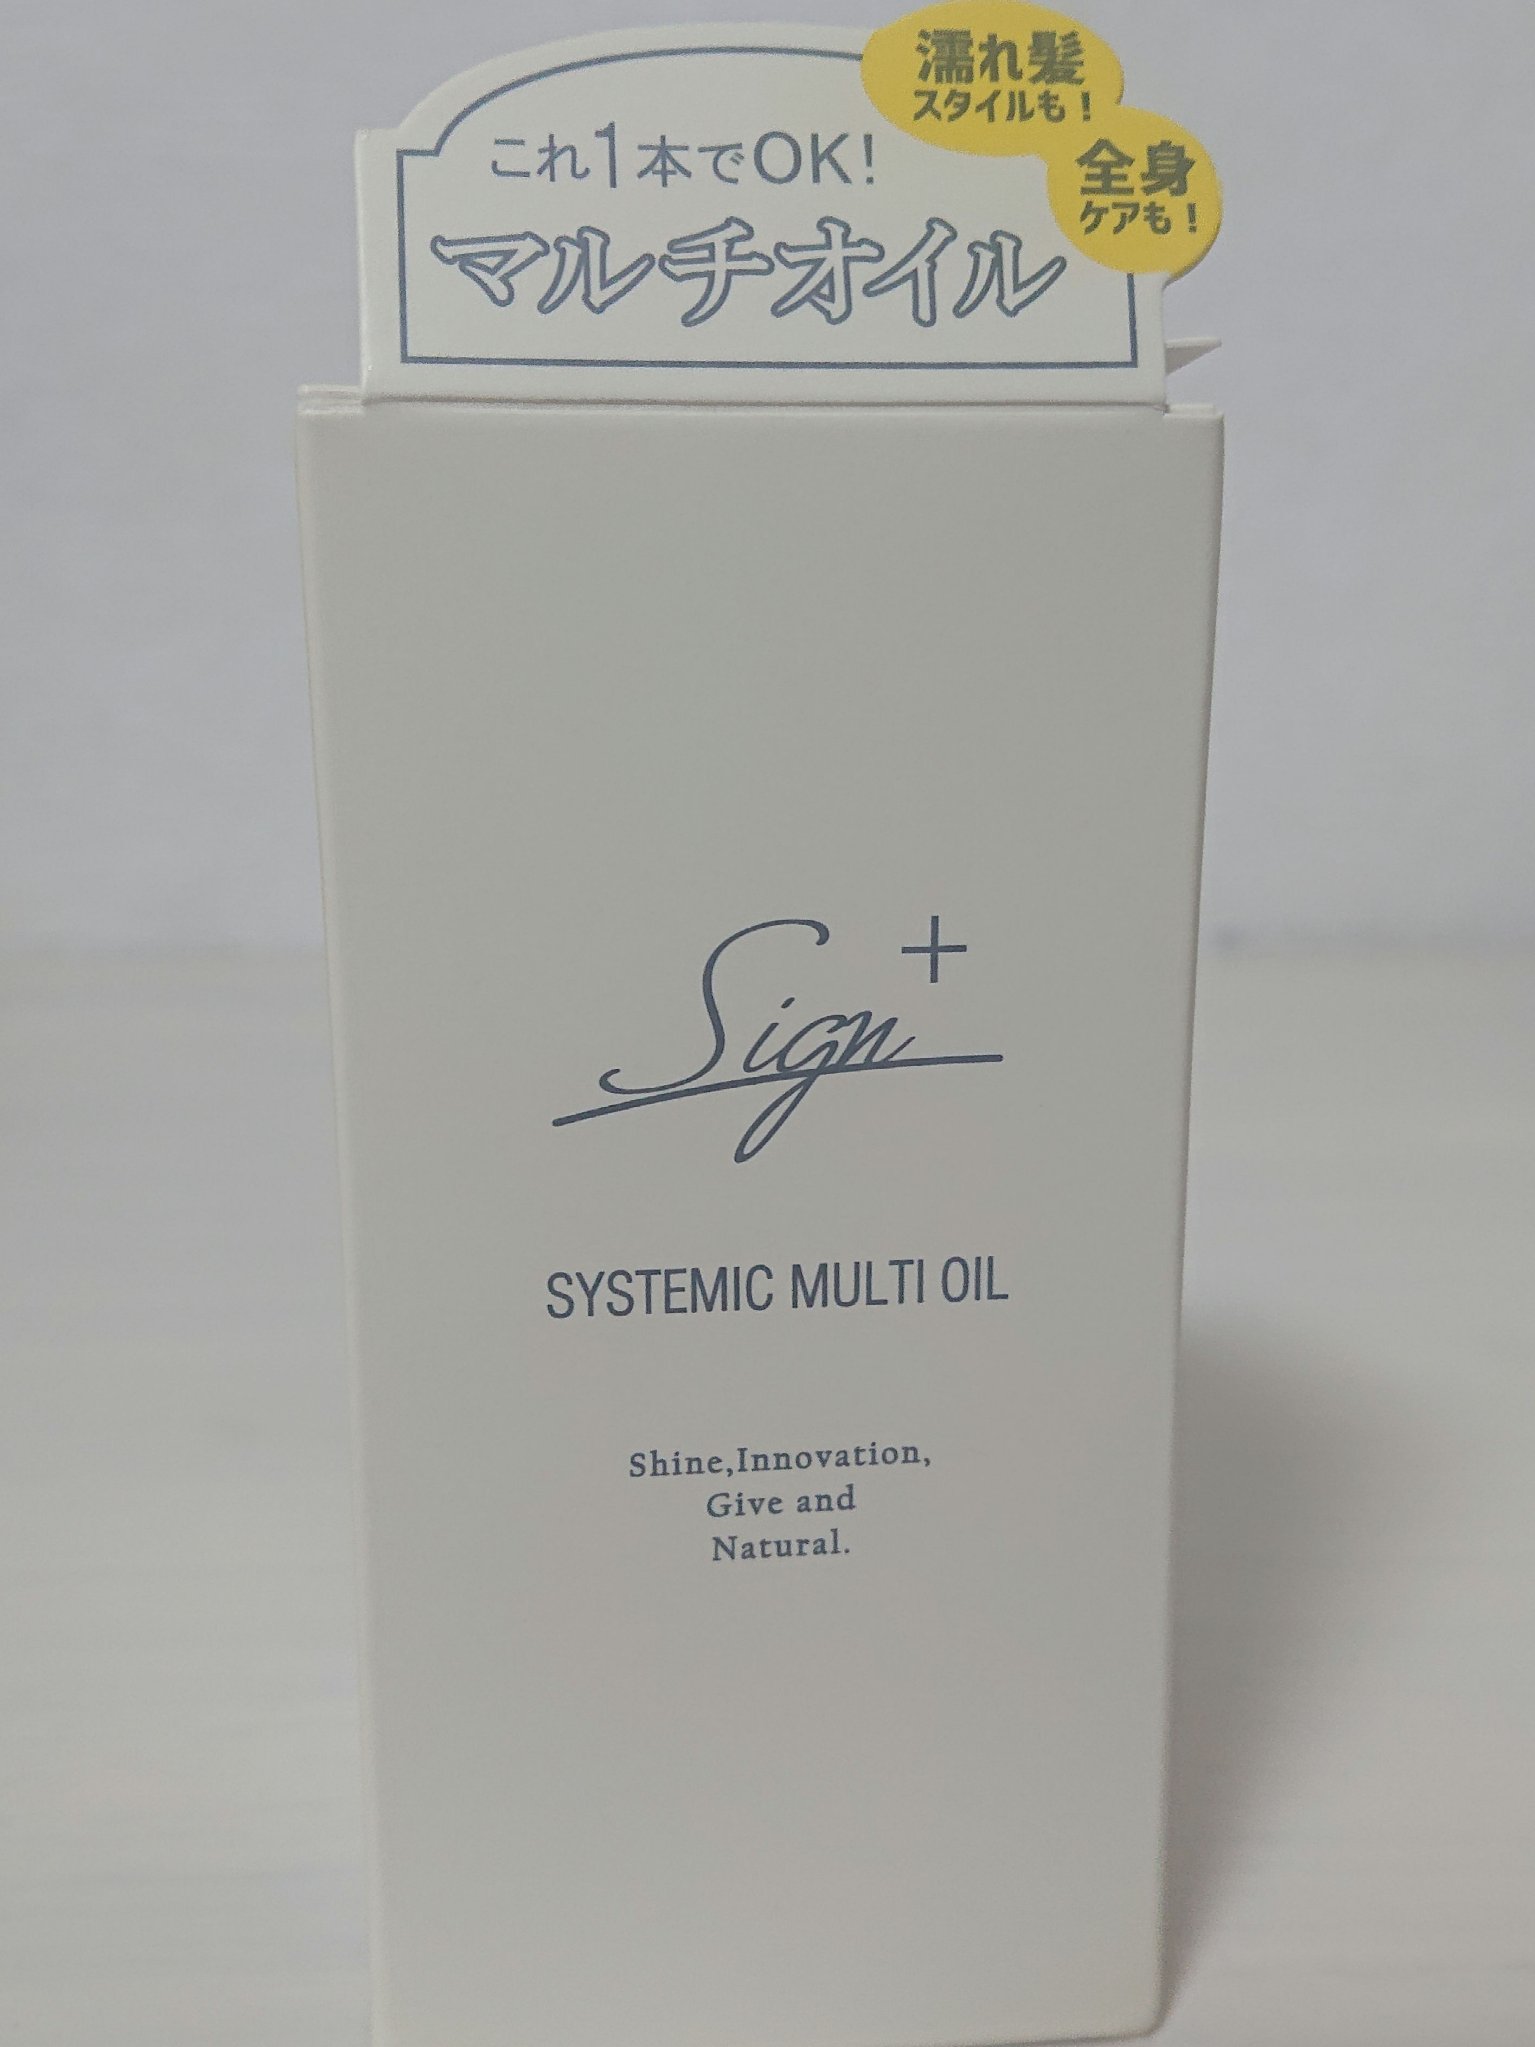 濡れ髪
スタイルも！
全身
ケアも！
これ1本でOK！
マルチオイル
Sign+
SYSTEMIC MULTI OIL
Shine,Innovation,
Give and
Natural.